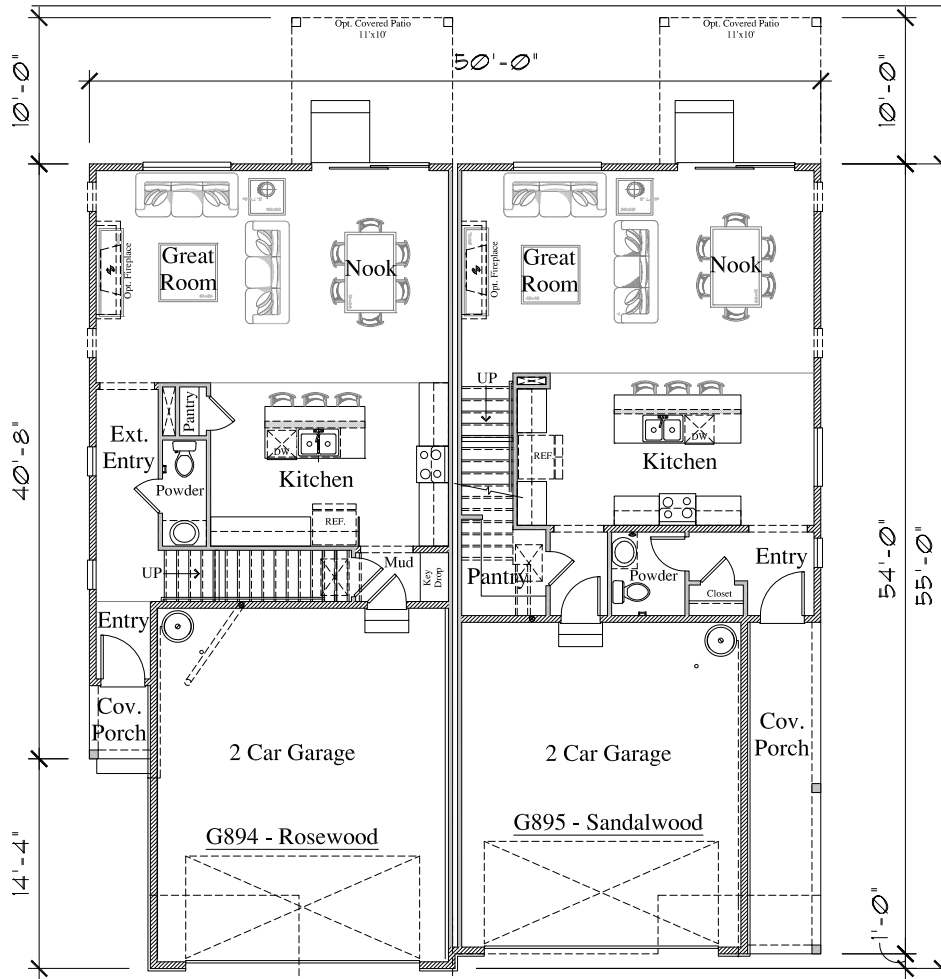 Opt. Covered Patio
11'x10'
Opt. Covered Patio
11'x10'
50'-0"
10'-0"
10'-0"
Great
Room
Nook
Opt. Fireplace
Great
Room
Nook
Opt. Fireplace
40'-8"
Ext.
Entry
Pantry
DW
Kitchen
Powder
REF.
UP
Mud
Key
Drop
Entry
Cov.
Porch
UP
REF.
DW
Kitchen
Pantry
Powder
Closet
Entry
Cov.
Porch
54'-0"
55'-0"
2 Car Garage
G894 - Rosewood
2 Car Garage
G895 - Sandalwood
14'-4"
1'-0"